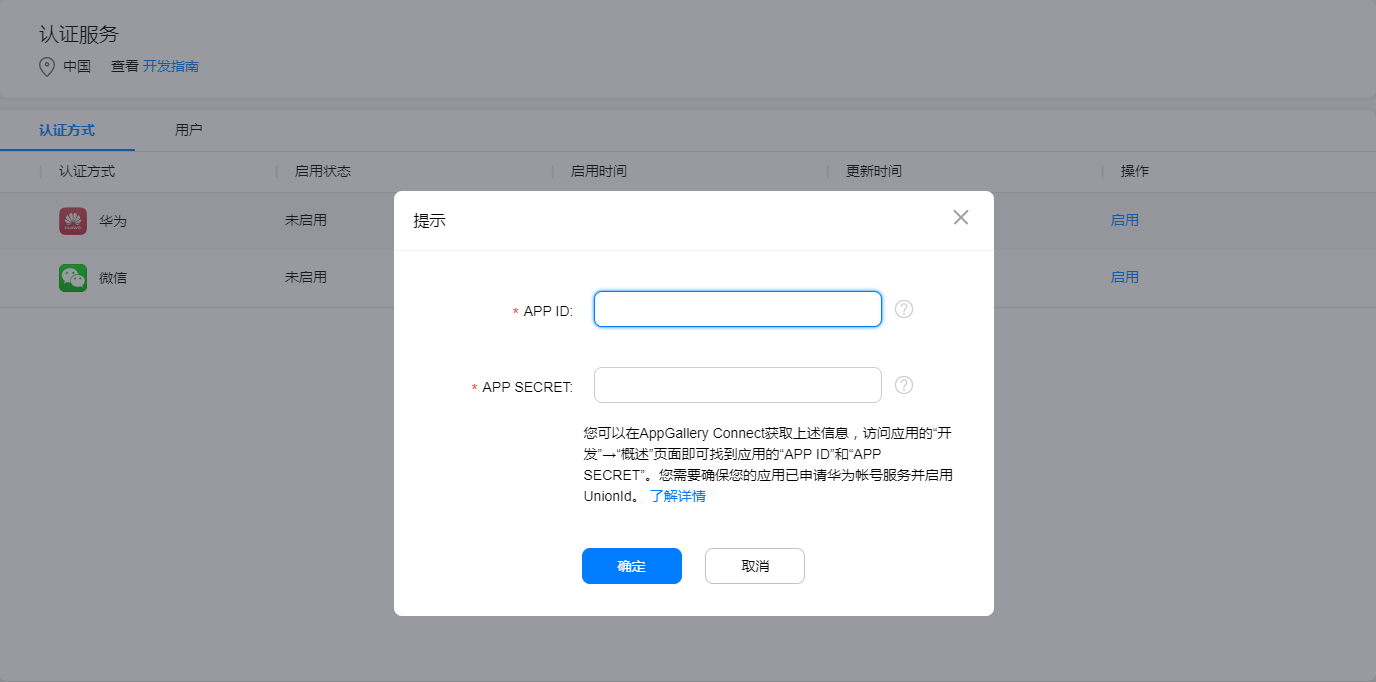 认证服务
中国 查看 开发指南
认证方式 用户
认证方式 启用状态 启用时间 更新时间 操作
华为 未启用 启用
微信 未启用 启用
提示
* APP ID:
* APP SECRET:
您可以在AppGallery Connect获取上述信息，访问应用的“开
发”→“概述”页面即可找到应用的“APP ID”和“APP
SECRET”。您需要确保您的应用已申请华为帐号服务并启用
UnionId。 了解详情
确定 取消